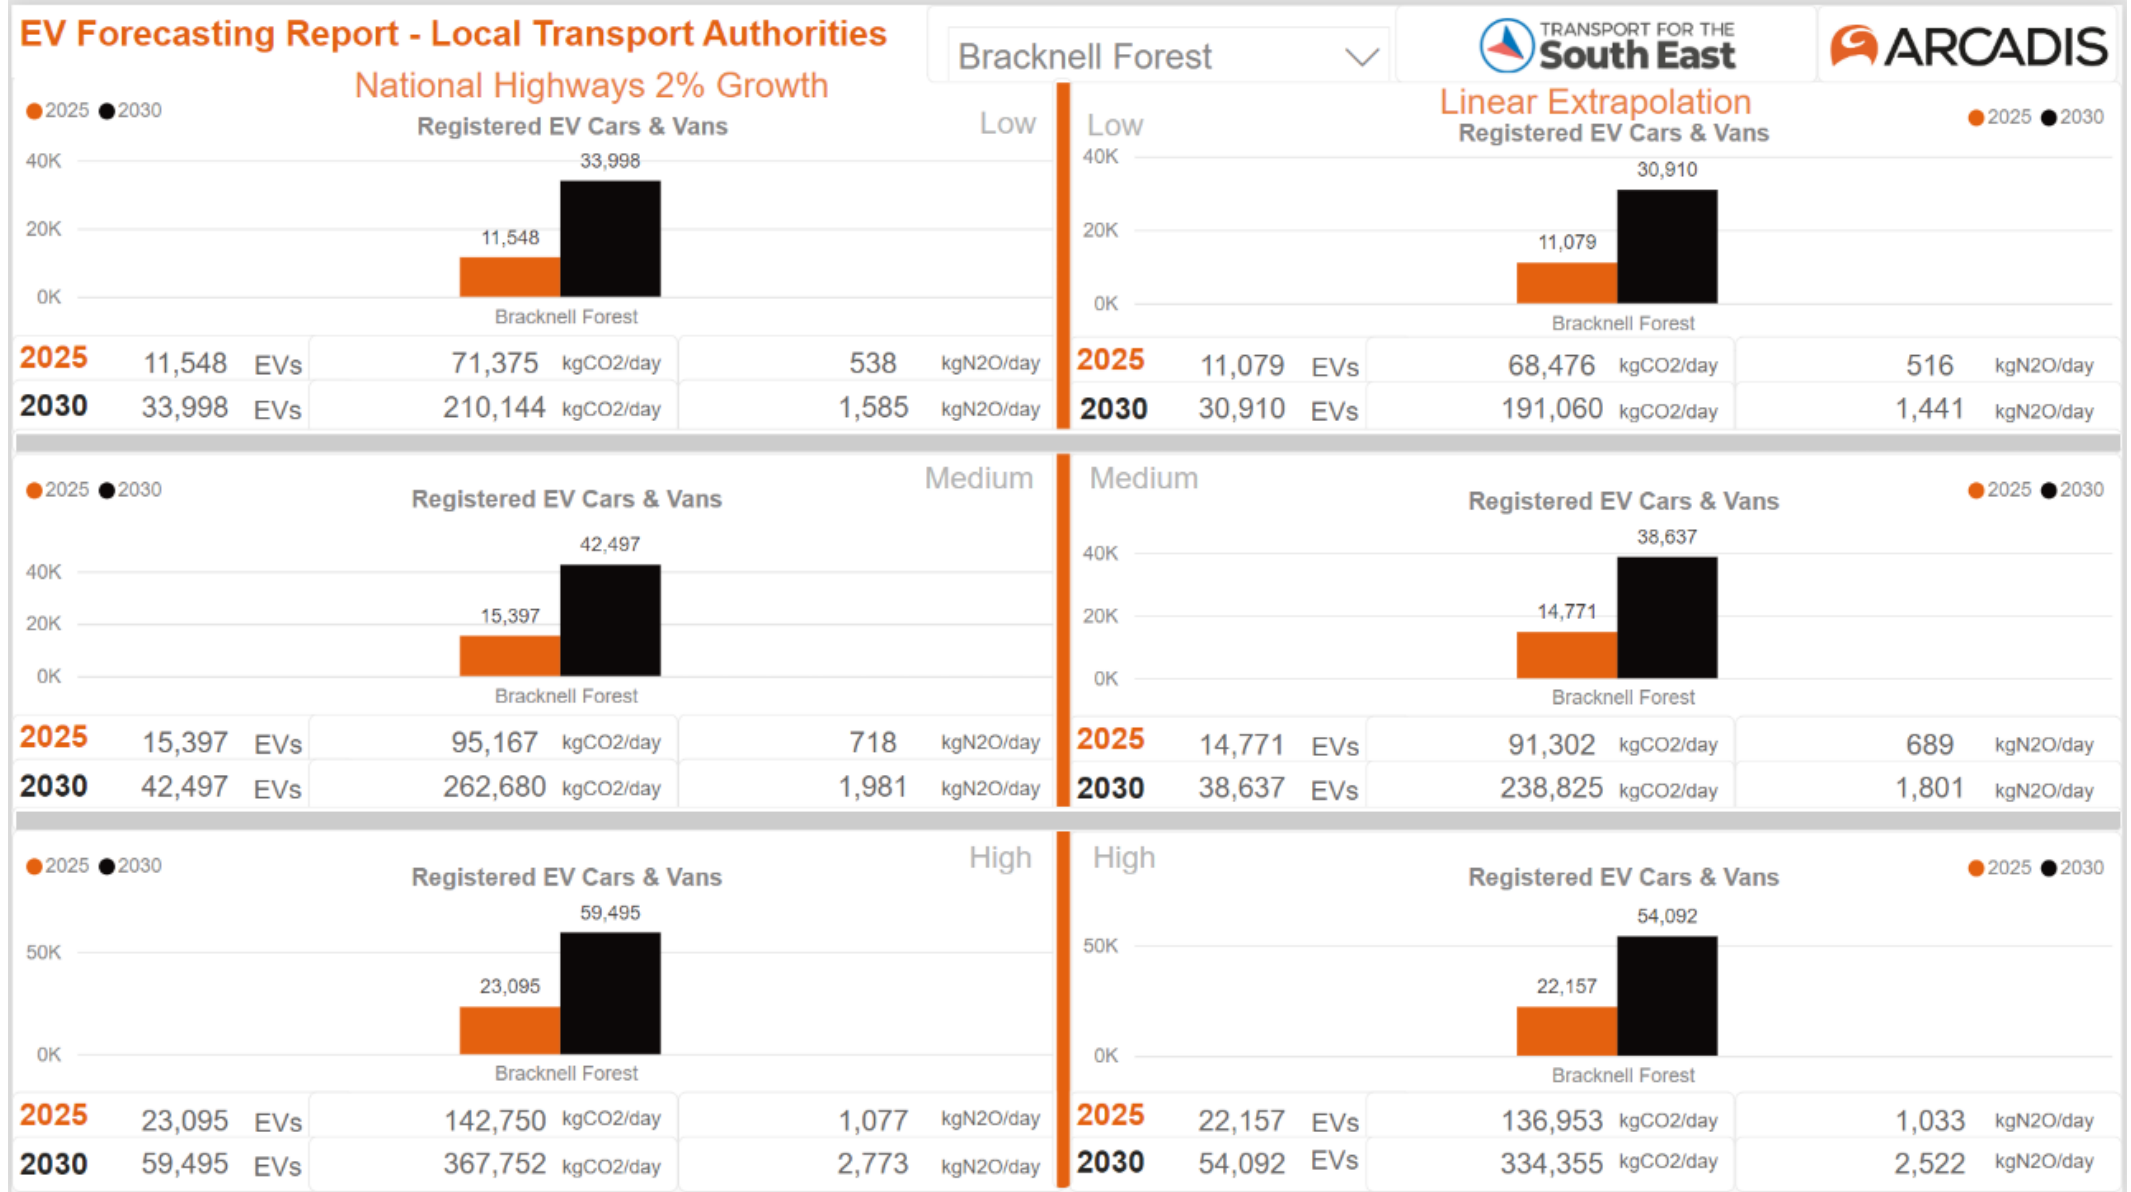 EV Forecasting Report - Local Transport Authorities
Bracknell Forest
TRANSPORT FOR THE
South East
ARCADIS
National Highways 2% Growth
2025 2030
Registered EV Cars & Vans
Low
40K
33,998
20K
11,548
0K
Bracknell Forest
2025 11,548 EVs 71,375 kgCO2/day 538 kgN2O/day
2030 33,998 EVs 210,144 kgCO2/day 1,585 kgN2O/day
Linear Extrapolation
Low
Registered EV Cars & Vans
2025 2030
40K
30,910
20K
11,079
0K
Bracknell Forest
2025 11,079 EVs 68,476 kgCO2/day 516 kgN2O/day
2030 30,910 EVs 191,060 kgCO2/day 1,441 kgN2O/day
Medium
2025 2030
Registered EV Cars & Vans
42,497
40K
15,397
20K
0K
Bracknell Forest
2025 15,397 EVs 95,167 kgCO2/day 718 kgN2O/day
2030 42,497 EVs 262,680 kgCO2/day 1,981 kgN2O/day
Medium
Registered EV Cars & Vans
2025 2030
38,637
40K
14,771
20K
0K
Bracknell Forest
2025 14,771 EVs 91,302 kgCO2/day 689 kgN2O/day
2030 38,637 EVs 238,825 kgCO2/day 1,801 kgN2O/day
High
2025 2030
Registered EV Cars & Vans
59,495
50K
23,095
0K
Bracknell Forest
2025 23,095 EVs 142,750 kgCO2/day 1,077 kgN2O/day
2030 59,495 EVs 367,752 kgCO2/day 2,773 kgN2O/day
High
Registered EV Cars & Vans
2025 2030
54,092
50K
22,157
0K
Bracknell Forest
2025 22,157 EVs 136,953 kgCO2/day 1,033 kgN2O/day
2030 54,092 EVs 334,355 kgCO2/day 2,522 kgN2O/day